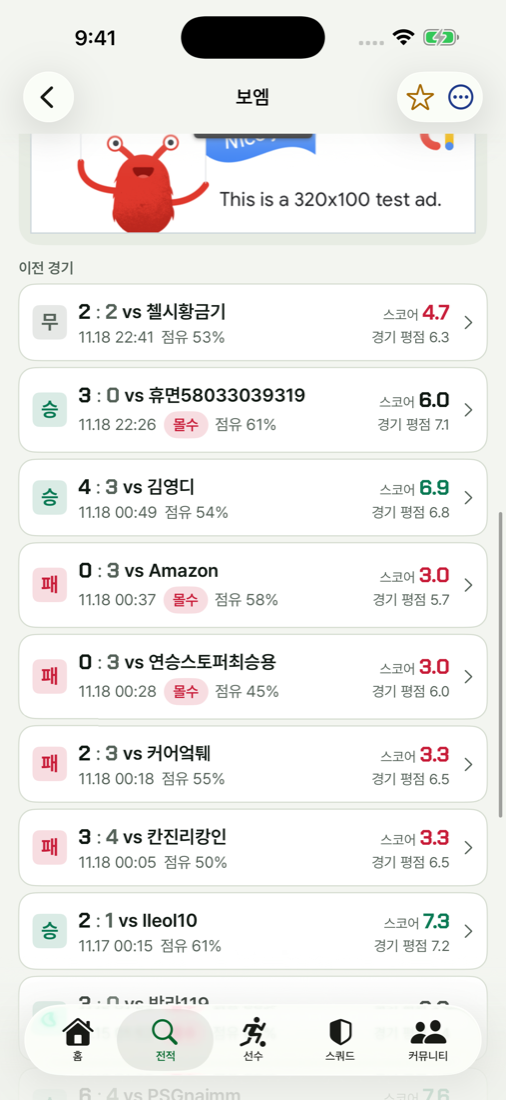 9:41
보엠
This is a 320x100 test ad.
이전 경기
무
2 : 2 vs 첼시황금기
11.18 22:41 점유 53%
스코어 4.7
경기 평점 6.3
승
3 : 0 vs 휴면58033039319
11.18 22:26 몰수 점유 61%
스코어 6.0
경기 평점 7.1
승
4 : 3 vs 김영디
11.18 00:49 점유 54%
스코어 6.9
경기 평점 6.8
패
0 : 3 vs Amazon
11.18 00:37 몰수 점유 58%
스코어 3.0
경기 평점 5.7
패
0 : 3 vs 연승스토퍼최승용
11.18 00:28 몰수 점유 45%
스코어 3.0
경기 평점 6.0
패
2 : 3 vs 커어엌퉤
11.18 00:18 점유 55%
스코어 3.3
경기 평점 6.5
패
3 : 4 vs 칸진리캉인
11.18 00:05 점유 50%
스코어 3.3
경기 평점 6.5
승
2 : 1 vs lleol10
11.17 00:15 점유 61%
스코어 7.3
경기 평점 7.2
홈
전적
선수
스쿼드
커뮤니티
6 : 4 vs PSGnaimm
스코어 7.6